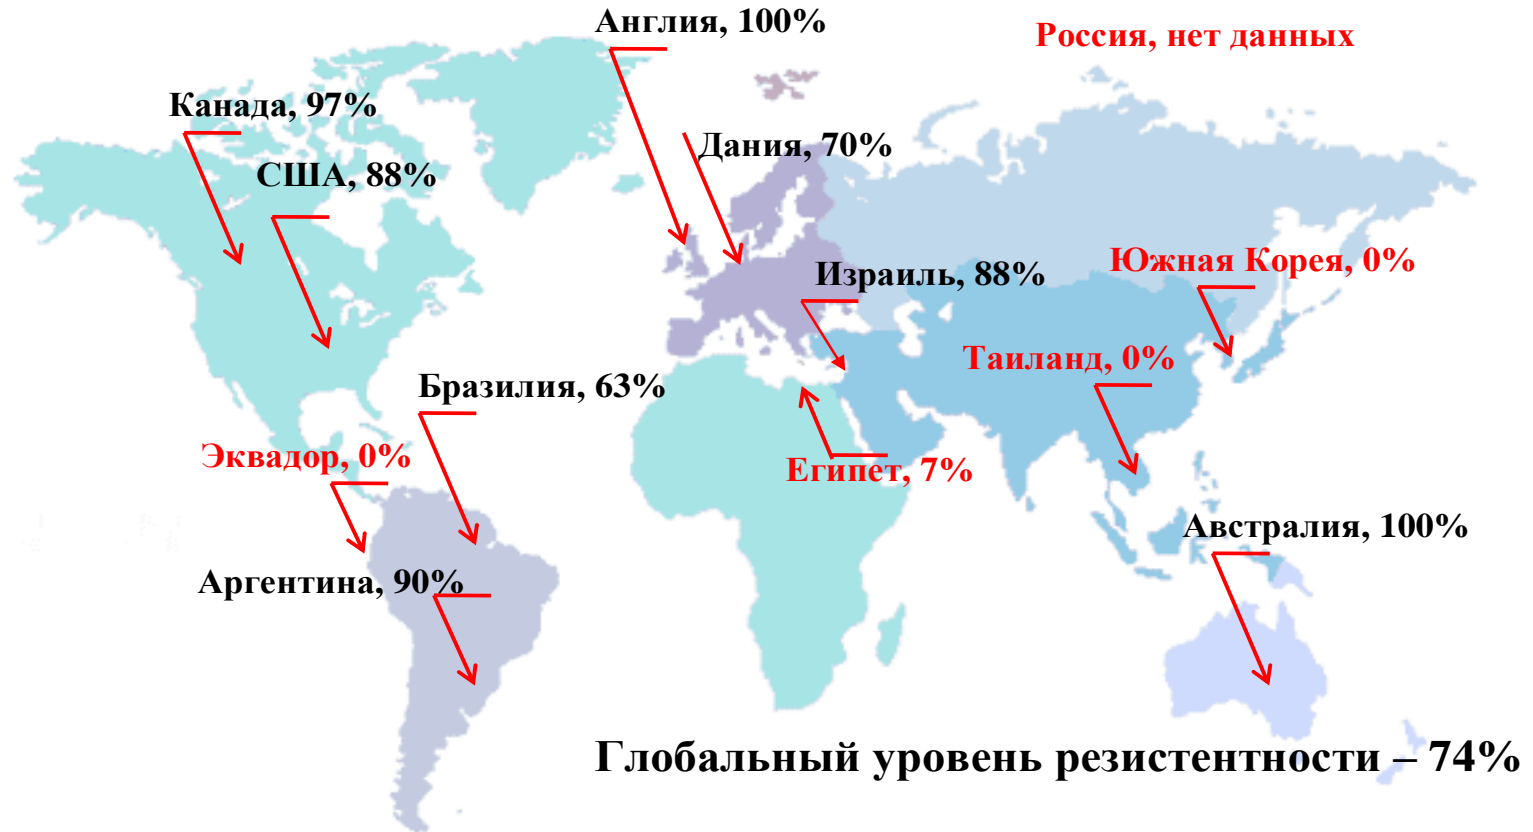 Англия, 100%
Россия, нет данных
Канада, 97%
Дания, 70%
США, 88%
Южная Корея, 0%
Израиль, 88%
Таиланд, 0%
Бразилия, 63%
Эквадор, 0%
Египет, 7%
Австралия, 100%
Аргентина, 90%
Глобальный уровень резистентности – 74%